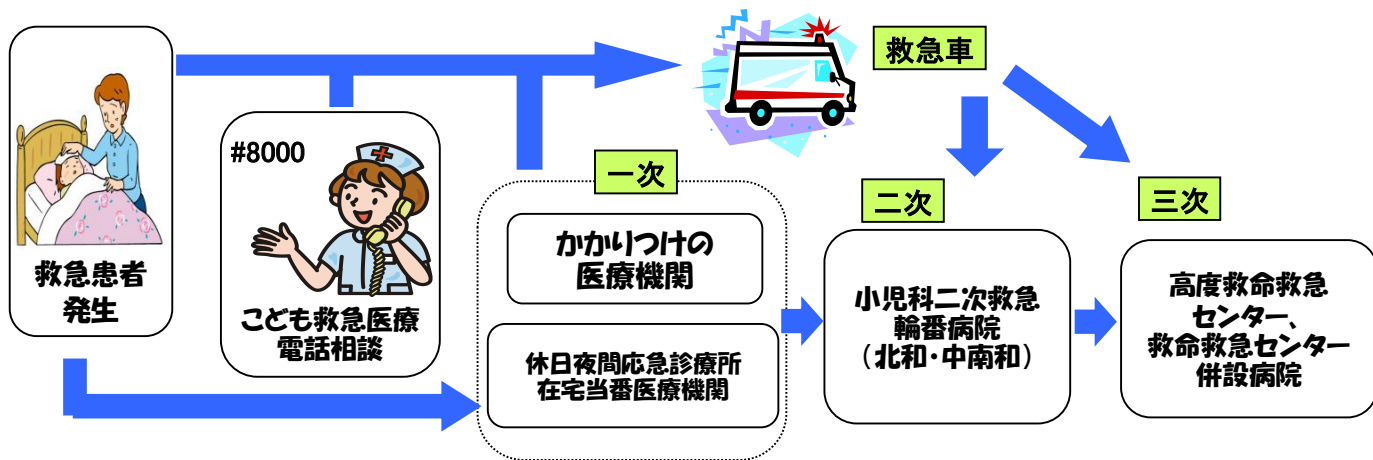 救急患者
発生
#8000
こども救急医療
電話相談
救急車
一次
かかりつけの
医療機関
休日夜間応急診療所
在宅当番医療機関
二次
小児科二次救急
輪番病院
(北和・中南和)
三次
高度救命救急
センター、
救命救急センター
併設病院